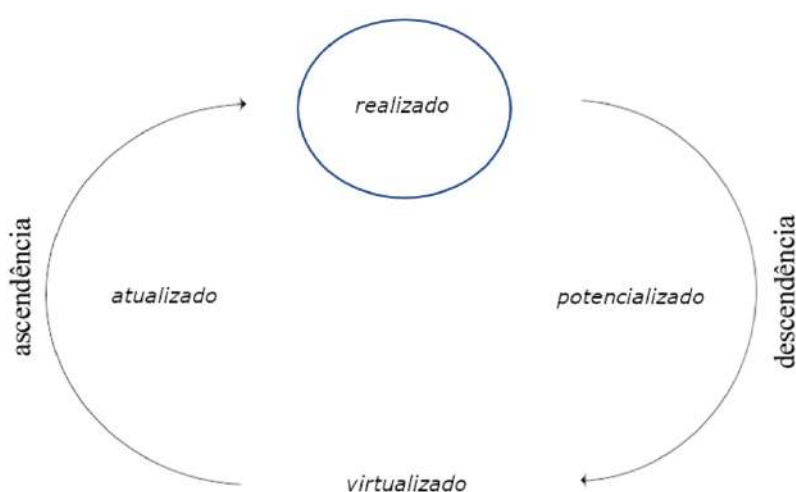 realizado
ascendência
atualizado
potencializado
descendência
virtualizado